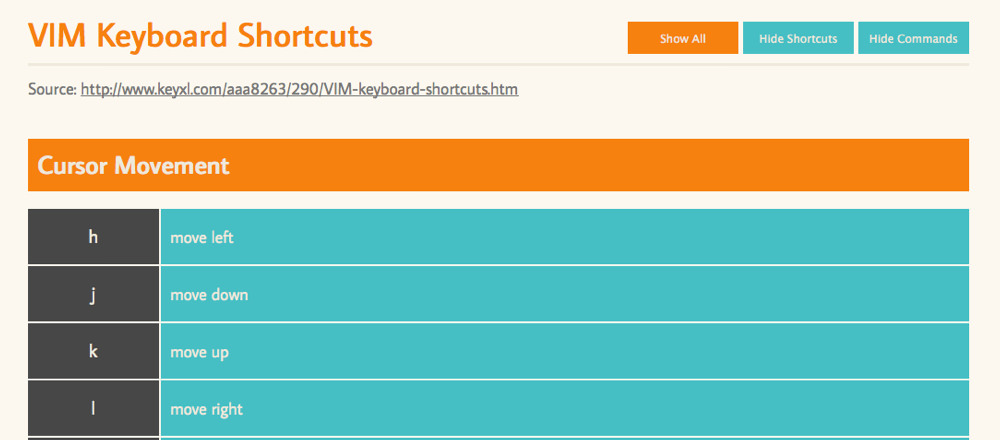 VIM Keyboard Shortcuts
Show All
Hide Shortcuts
Hide Commands
Source: http://www.keyxl.com/aaa8263/290/VIM-keyboard-shortcuts.htm
Cursor Movement
h move left
j move down
k move up
l move right